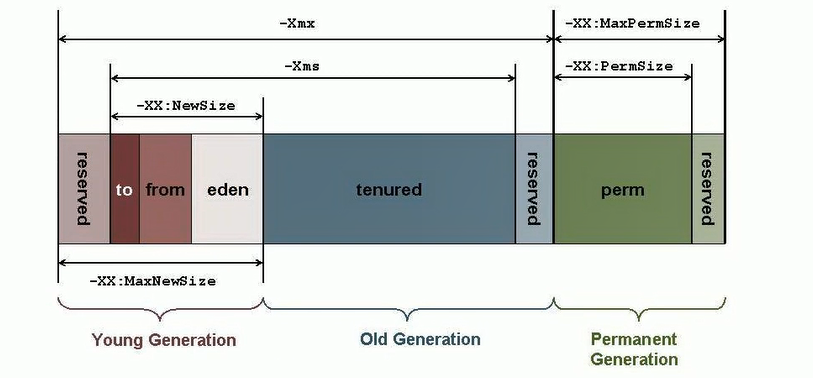 -Xmx
-XX:MaxPermSize
-Xms
-XX:PermSize
-XX:NewSize
reserved
to
from
eden
tenured
reserved
perm
reserved
-XX:MaxNewSize
Young Generation
Old Generation
Permanent
Generation